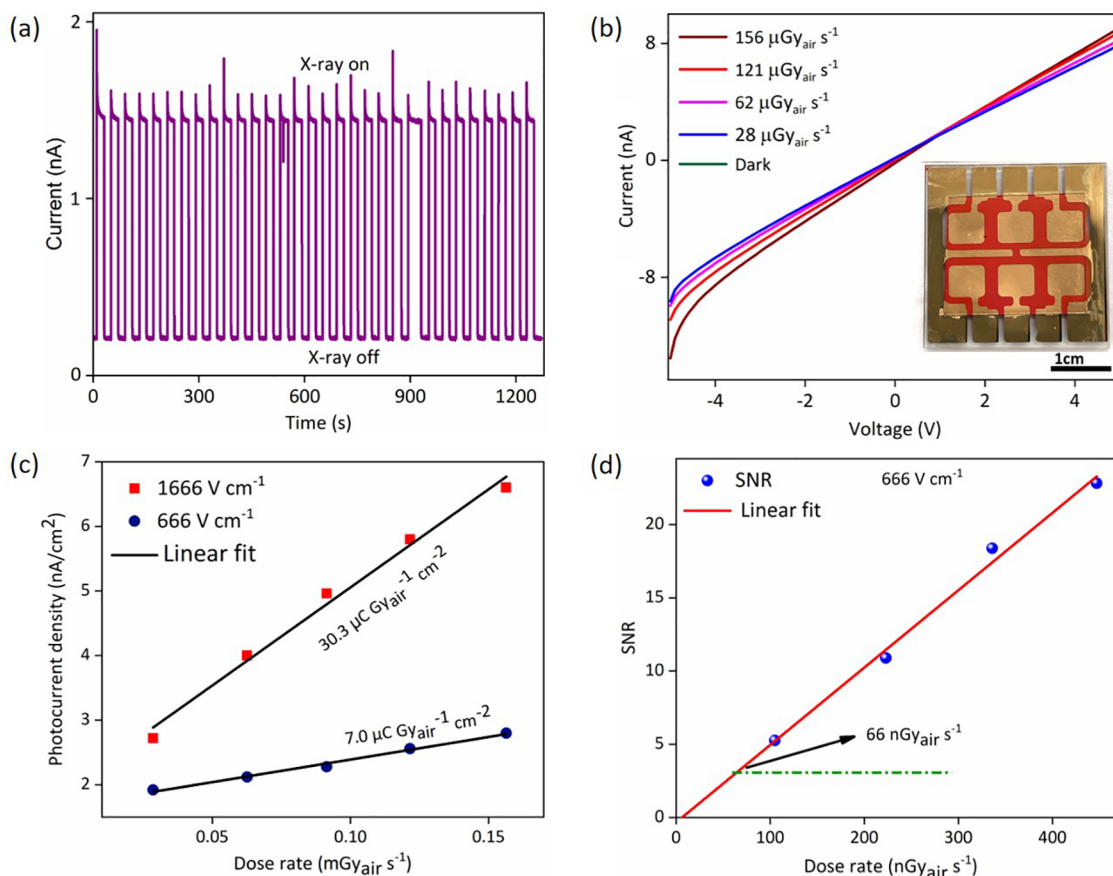 (a)
2
1
0
Current (nA)
X-ray on
X-ray off
0
300
600
900
1200
Time (s)
(b)
8
0
-8
Current (nA)
156 μGyair s-1
121 μGyair s-1
62 μGyair s-1
28 μGyair s-1
Dark
1cm
-4
-2
0
2
4
Voltage (V)
(c)
7
6
5
4
3
2
Photocurrent density (nA/cm2)
1666 V cm-1
666 V cm-1
Linear fit
30.3 μC Gyair-1 cm-2
7.0 μC Gyair-1 cm-2
0.05
0.10
0.15
Dose rate (mGyair s-1)
(d)
20
15
10
5
0
SNR
SNR
666 V cm-1
Linear fit
66 nGyair s-1
0
100
200
300
400
Dose rate (nGyair s-1)